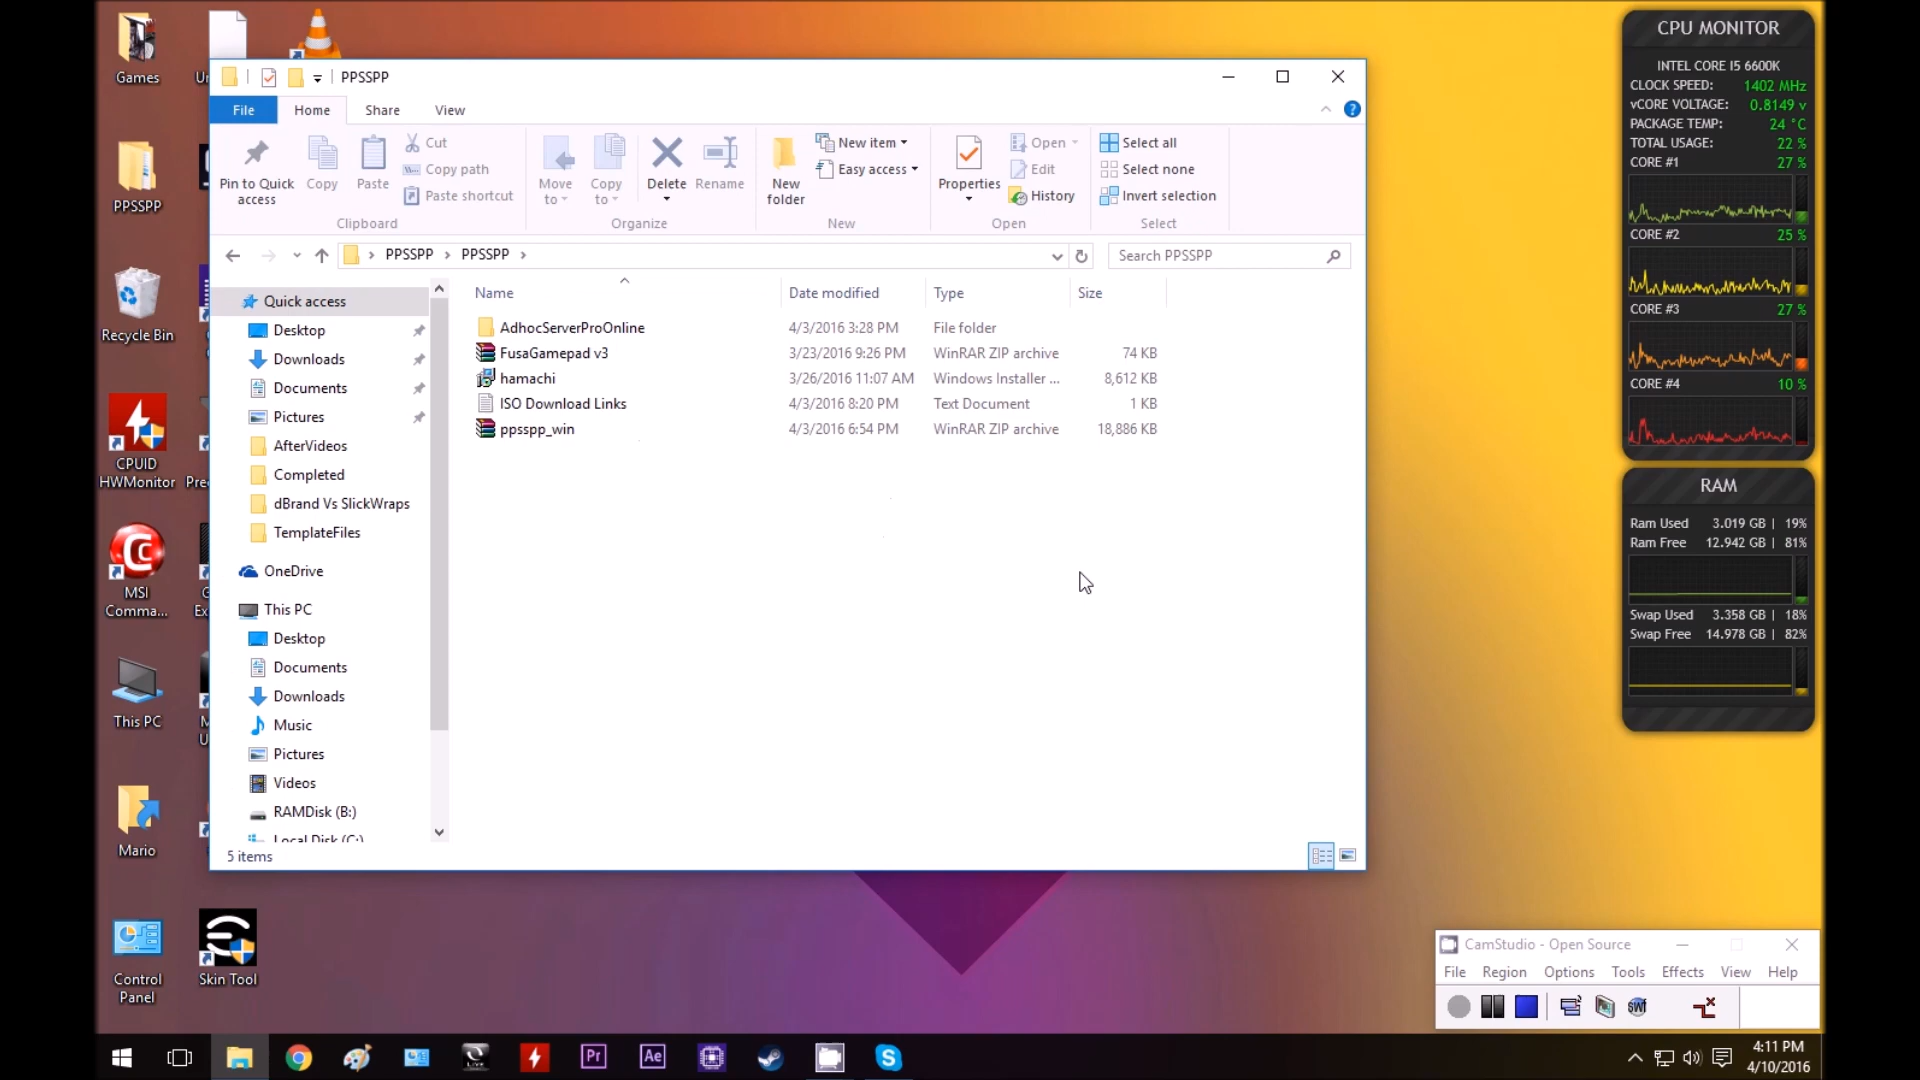 Games
PPSSPP
Recycle Bin
CPUID
HWMonitor
MSI
Comma...
This PC
Mario
Control
Panel
Skin Tool
PPSSPP
File Home Share View
Pin to Quick
access
Copy
Paste
Cut
Copy path
Paste shortcut
Clipboard
Move
to
Copy
to
Delete
Rename
Organize
New
folder
New item
Easy access
New
Properties
Open
Edit
History
Open
Select all
Select none
Invert selection
Select
PPSSPP > PPSSPP >
Search PPSSPP
Quick access
Desktop
Downloads
Documents
Pictures
AfterVideos
Completed
dBrand Vs SlickWraps
TemplateFiles
OneDrive
This PC
Desktop
Documents
Downloads
Music
Pictures
Videos
RAMDisk (B:)
Local Disk (C:)
Name Date modified Type Size
AdhocServerProOnline 4/3/2016 3:28 PM File folder
FusaGamepad v3 3/23/2016 9:26 PM WinRAR ZIP archive 74 KB
hamachi 3/26/2016 11:07 AM Windows Installer ... 8,612 KB
ISO Download Links 4/3/2016 8:20 PM Text Document 1 KB
ppsspp_win 4/3/2016 6:54 PM WinRAR ZIP archive 18,886 KB
5 items
CPU MONITOR
INTEL CORE I5 6600K
CLOCK SPEED: 1402 MHz
vCORE VOLTAGE: 0.8149 v
PACKAGE TEMP: 24 °C
TOTAL USAGE: 22 %
CORE #1 27 %
CORE #2 25 %
CORE #3 27 %
CORE #4 10 %
RAM
Ram Used 3.019 GB | 19%
Ram Free 12.942 GB | 81%
Swap Used 3.358 GB | 18%
Swap Free 14.978 GB | 82%
CamStudio - Open Source
File Region Options Tools Effects View Help
SWf
LIVE
Pr
Ae
4:11 PM
4/10/2016